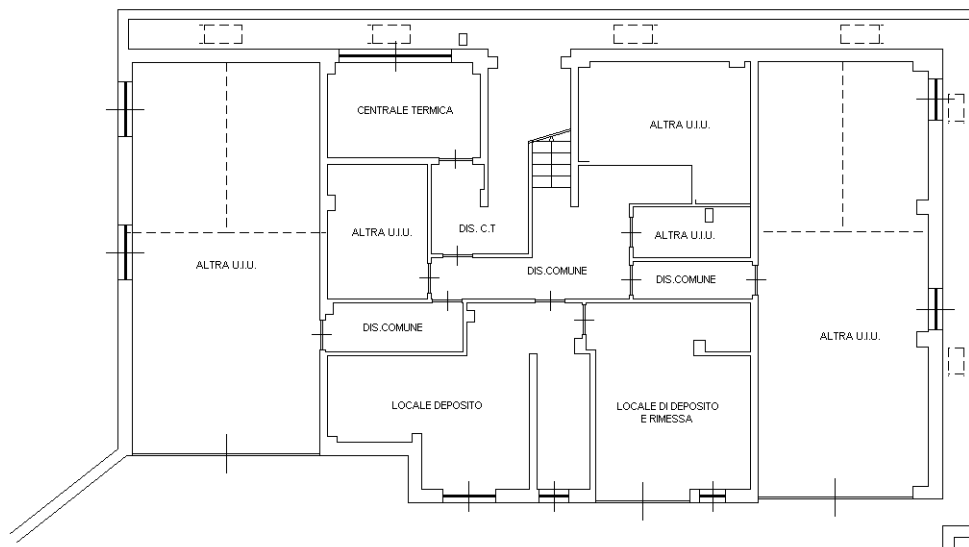 CENTRALE TERMICA
ALTRA U.I.U.
ALTRA U.I.U.
DIS. C.T
ALTRA U.I.U.
ALTRA U.I.U.
DIS.COMUNE
DIS.COMUNE
DIS.COMUNE
ALTRA U.I.U.
ALTRA U.I.U.
LOCALE DEPOSITO
LOCALE DI DEPOSITO
E RIMESSA